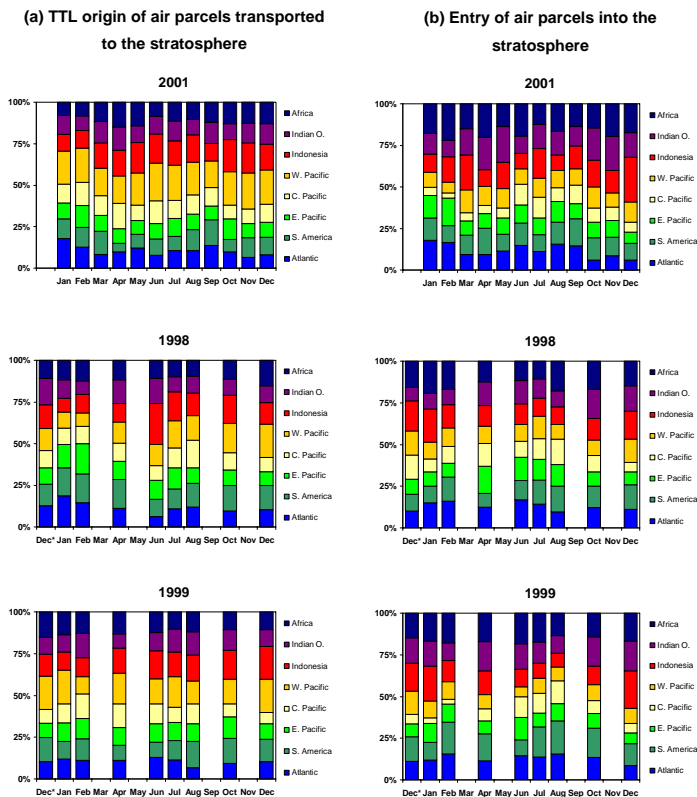 (a) TTL origin of air parcels transported
to the stratosphere
(b) Entry of air parcels into the
stratosphere
2001
100%
75%
50%
25%
0%
Jan Feb Mar Apr May Jun Jul Aug Sep Oct Nov Dec
Africa
Indian O.
Indonesia
W. Pacific
C. Pacific
E. Pacific
S. America
Atlantic
2001
100%
75%
50%
25%
0%
Jan Feb Mar Apr May Jun Jul Aug Sep Oct Nov Dec
Africa
Indian O.
Indonesia
W. Pacific
C. Pacific
E. Pacific
S. America
Atlantic
1998
100%
75%
50%
25%
0%
Dec* Jan Feb Mar Apr May Jun Jul Aug Sep Oct Nov Dec
Africa
Indian O.
Indonesia
W. Pacific
C. Pacific
E. Pacific
S. America
Atlantic
1998
100%
75%
50%
25%
0%
Dec* Jan Feb Mar Apr May Jun Jul Aug Sep Oct Nov Dec
Africa
Indian O.
Indonesia
W. Pacific
C. Pacific
E. Pacific
S. America
Atlantic
1999
100%
75%
50%
25%
0%
Dec* Jan Feb Mar Apr May Jun Jul Aug Sep Oct Nov Dec
Africa
Indian O.
Indonesia
W. Pacific
C. Pacific
E. Pacific
S. America
Atlantic
1999
100%
75%
50%
25%
0%
Dec* Jan Feb Mar Apr May Jun Jul Aug Sep Oct Nov Dec
Africa
Indian O.
Indonesia
W. Pacific
C. Pacific
E. Pacific
S. America
Atlantic